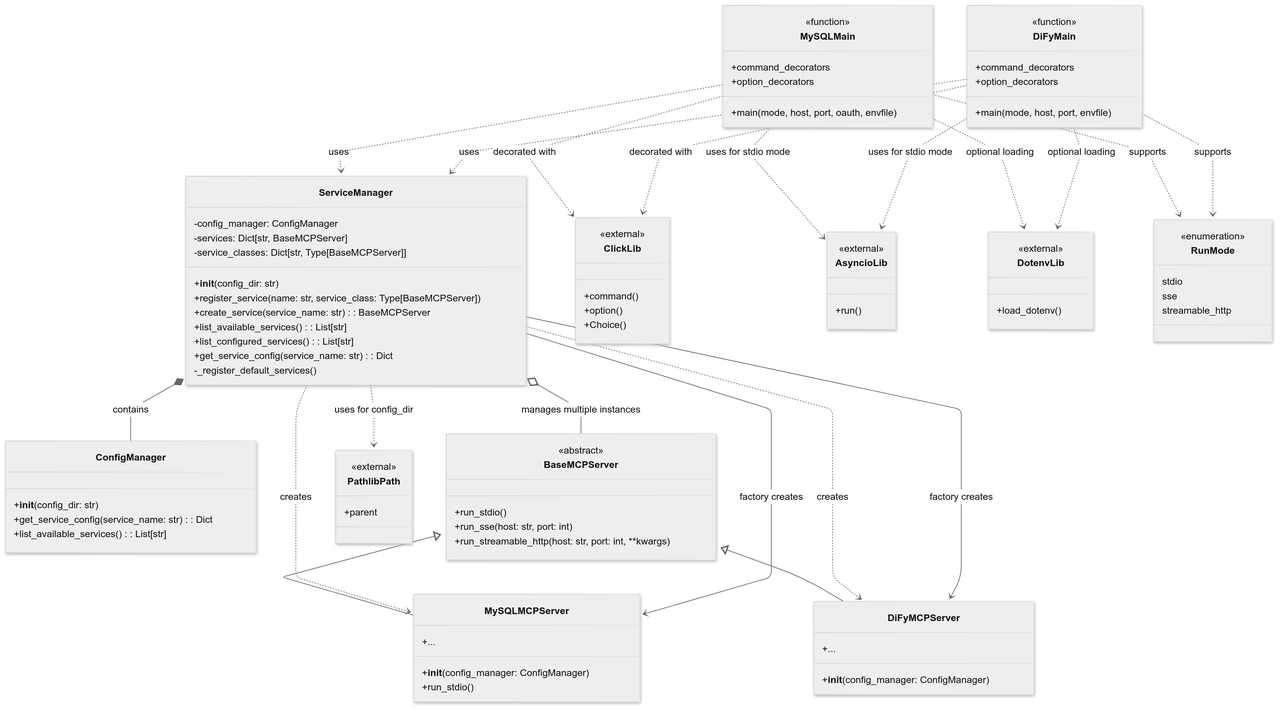 «function»
MySQLMain
+command_decorators
+option_decorators
+main(mode, host, port, oauth, envfile)
«function»
DiFyMain
+command_decorators
+option_decorators
+main(mode, host, port, envfile)
uses
uses
decorated with
decorated with
uses for stdio mode
uses for stdio mode
optional loading
optional loading
supports
supports
ServiceManager
-config_manager: ConfigManager
-services: Dict[str, BaseMCPServer]
-service_classes: Dict[str, Type[BaseMCPServer]]
+init(config_dir: str)
+register_service(name: str, service_class: Type[BaseMCPServer])
+create_service(service_name: str) : : BaseMCPServer
+list_available_services() : : List[str]
+list_configured_services() : : List[str]
+get_service_config(service_name: str) : : Dict
-_register_default_services()
«external»
ClickLib
+command()
+option()
+Choice()
«external»
AsyncioLib
+run()
«external»
DotenvLib
+load_dotenv()
«enumeration»
RunMode
stdio
sse
streamable_http
contains
uses for config_dir
manages multiple instances
ConfigManager
+init(config_dir: str)
+get_service_config(service_name: str) : : Dict
+list_available_services() : : List[str]
creates
«external»
PathlibPath
+parent
«abstract»
BaseMCPServer
+run_stdio()
+run_sse(host: str, port: int)
+run_streamable_http(host: str, port: int, **kwargs)
factory creates
creates
factory creates
MySQLMCPServer
+...
+init(config_manager: ConfigManager)
+run_stdio()
DiFyMCPServer
+...
+init(config_manager: ConfigManager)